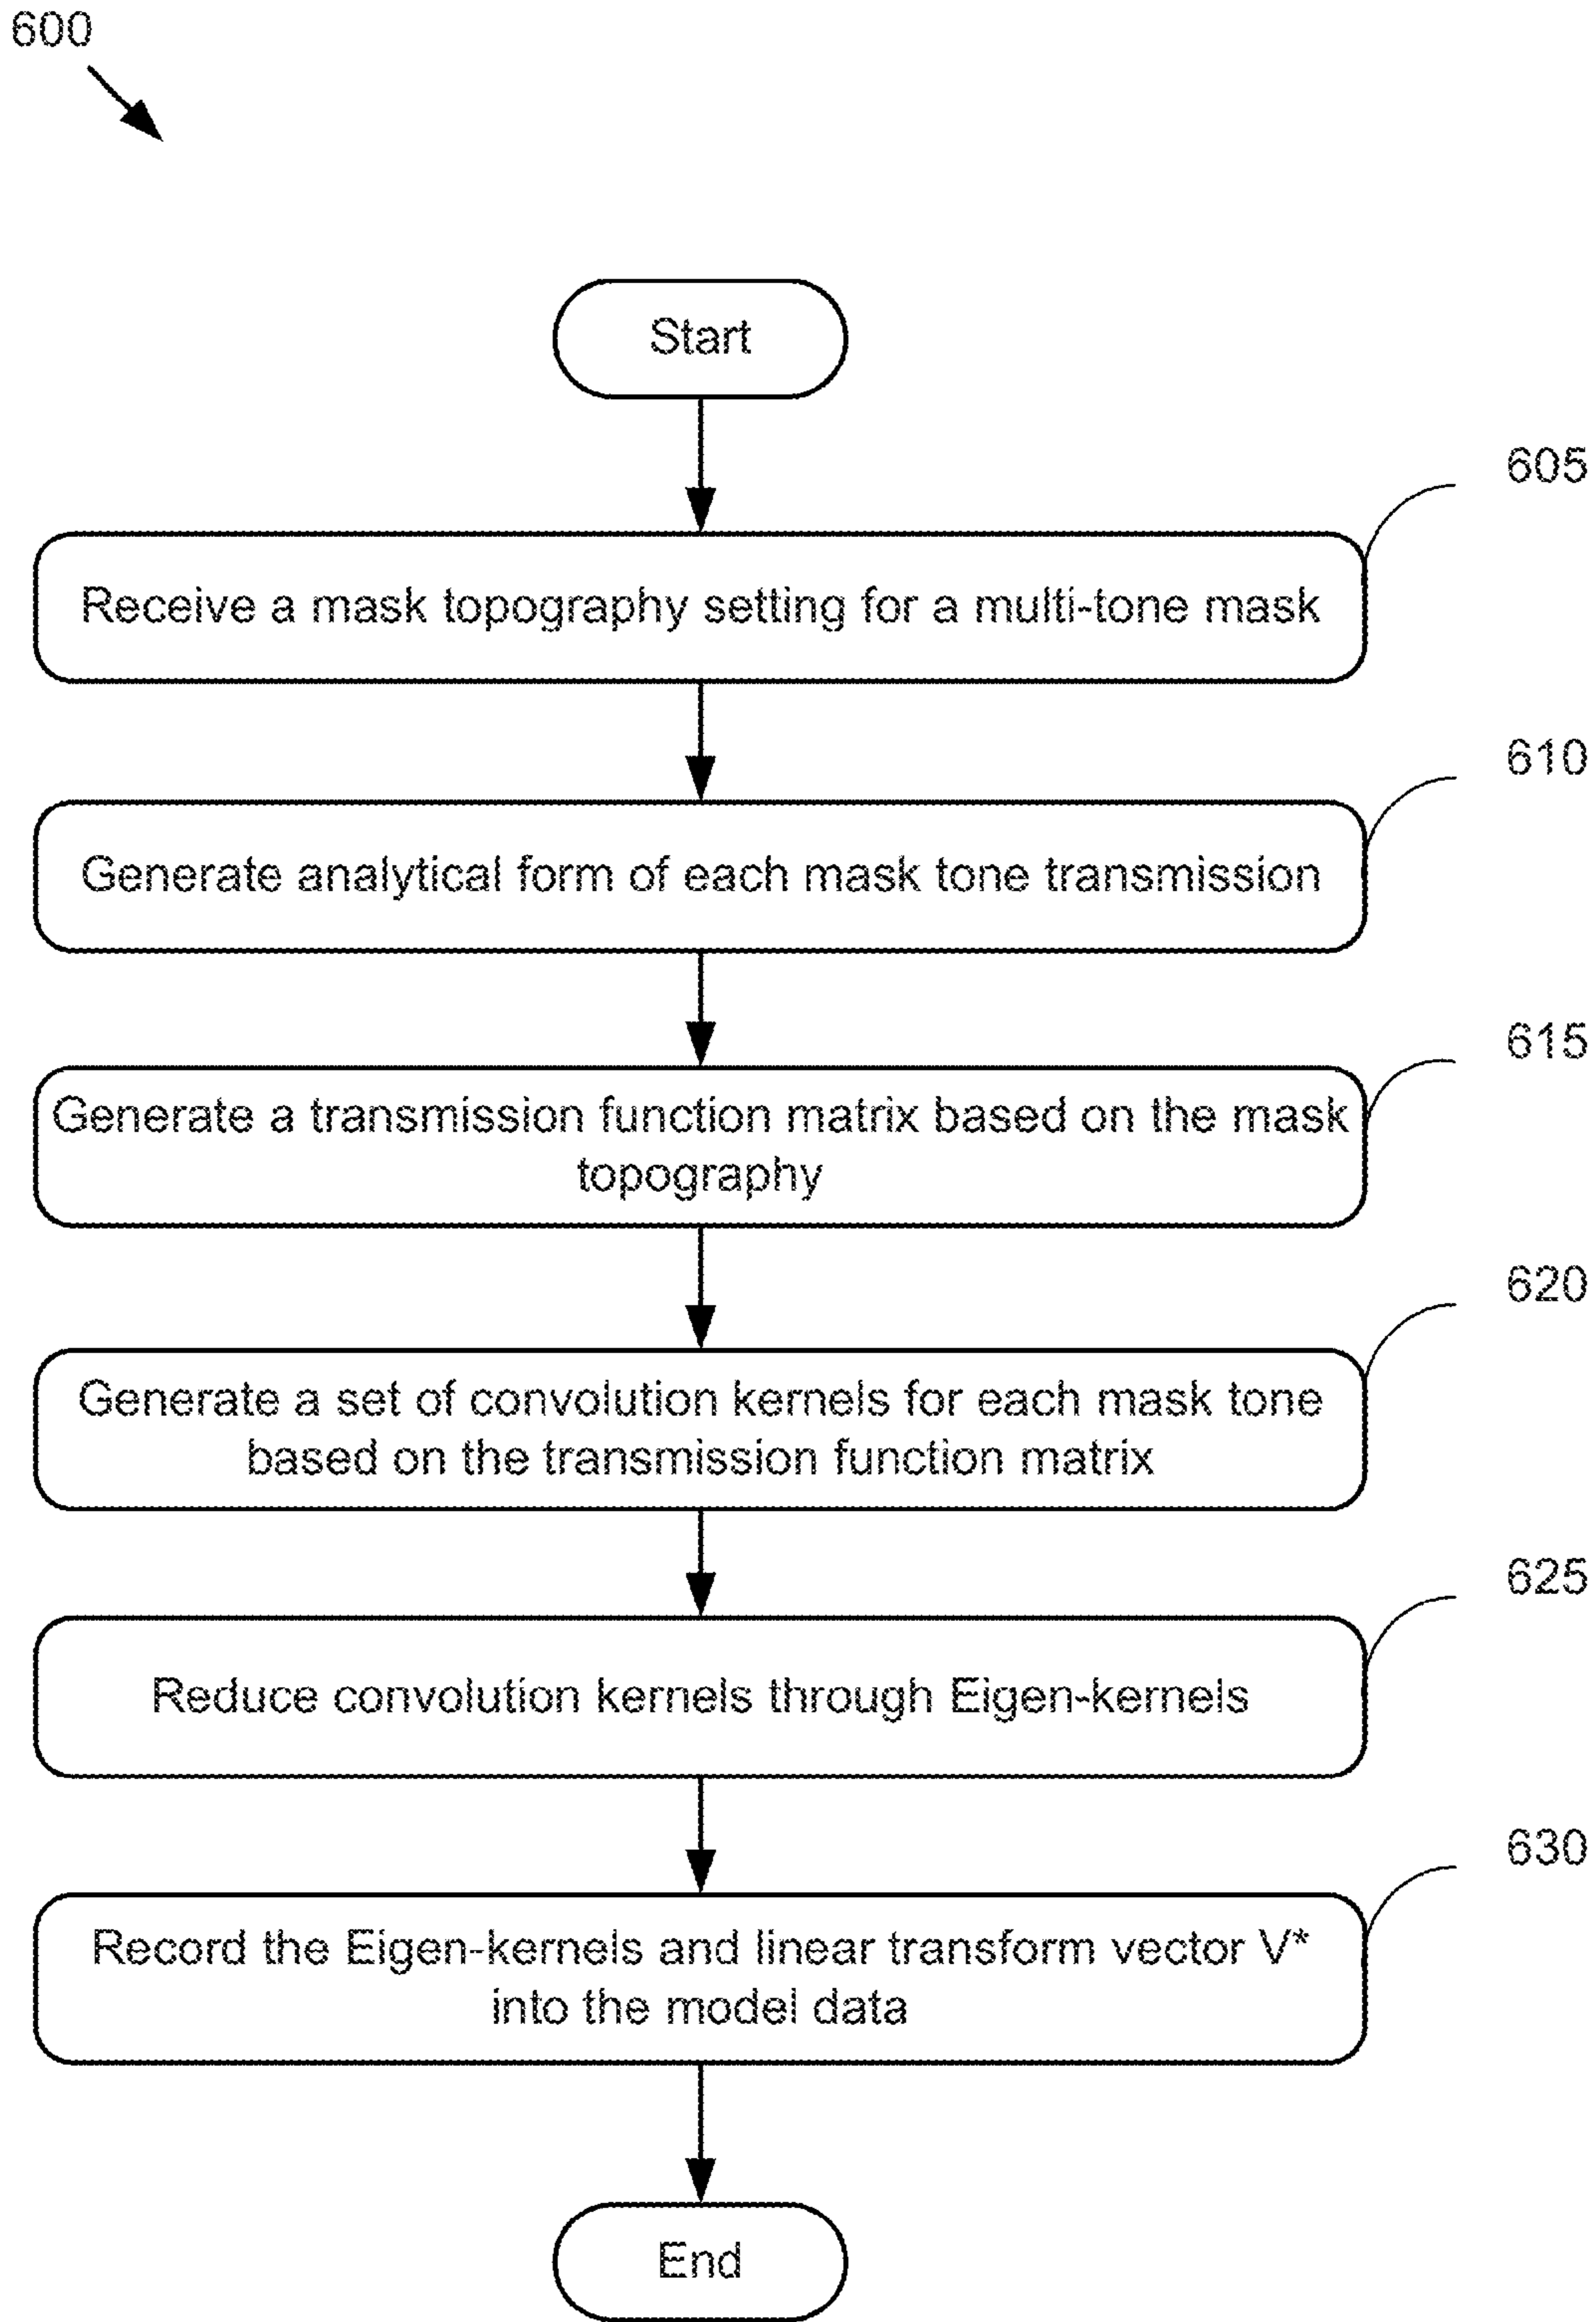 600
Start
605
Receive a mask topography setting for a multi-tone mask
610
Generate analytical form of each mask tone transmission
615
Generate a transmission function matrix based on the mask
topography
620
Generate a set of convolution kernels for each mask tone
based on the transmission function matrix
625
Reduce convolution kernels through Eigen-kernels
630
Record the Eigen-kernels and linear transform vector V*
into the model data
End